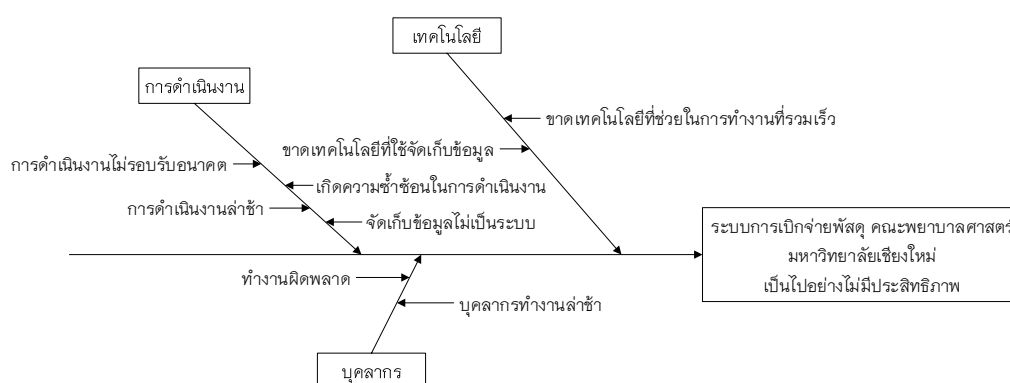 เทคโนโลยี
การดำเนินงาน
ขาดเทคโนโลยีที่ช่วยในการทำงานที่รวมเร็ว
ขาดเทคโนโลยีที่ใช้จัดเก็บข้อมูล
การดำเนินงานไม่รอบรับอนาคต
เกิดความซ้ำซ้อนในการดำเนินงาน
การดำเนินงานล่าช้า
จัดเก็บข้อมูลไม่เป็นระบบ
ระบบการเบิกจ่ายพัสดุ คณะพยาบาลศาสตร์
มหาวิทยาลัยเชียงใหม่
เป็นไปอย่างไม่มีประสิทธิภาพ
ทำงานผิดพลาด
บุคลากรทำงานล่าช้า
บุคลากร